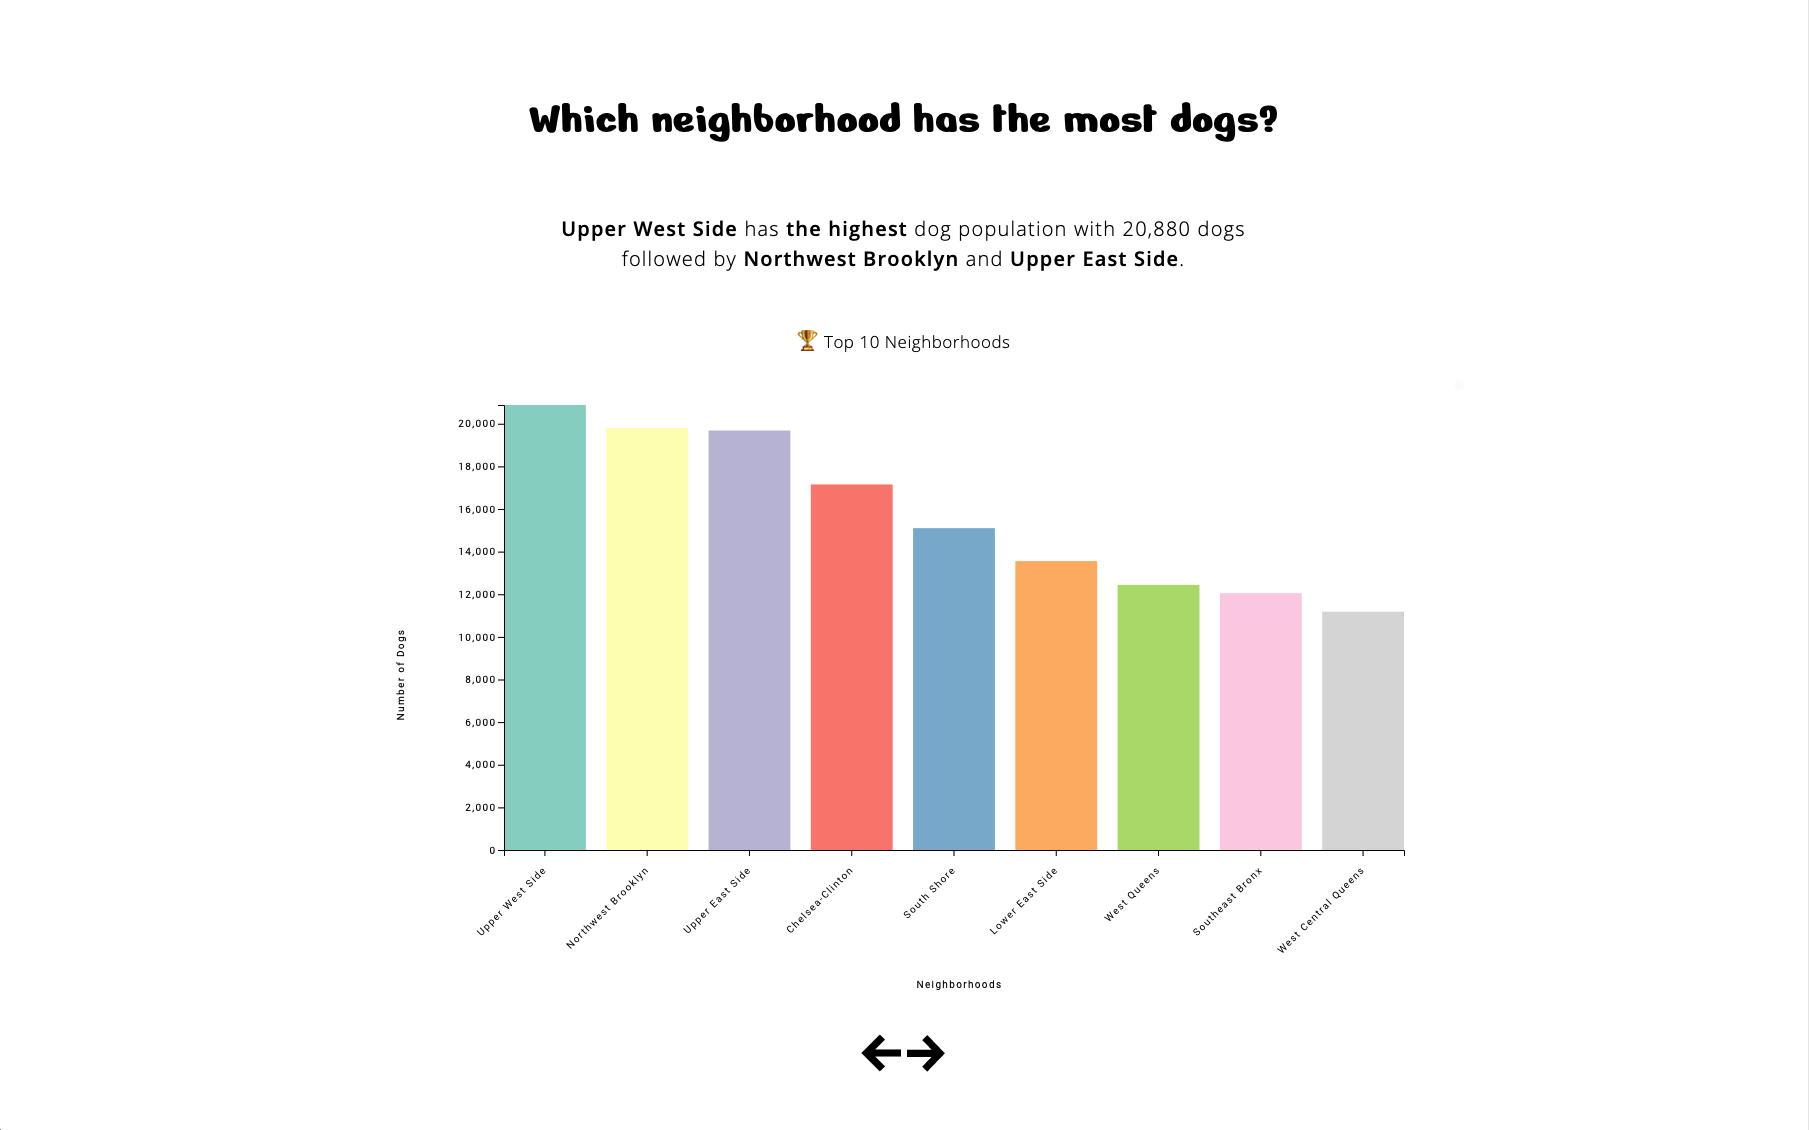 Which neighborhood has the most dogs?
Upper West Side has the highest dog population with 20,880 dogs
followed by Northwest Brooklyn and Upper East Side.
🏆 Top 10 Neighborhoods
20,000
18,000
16,000
14,000
12,000
10,000
8,000
6,000
4,000
2,000
0
Number of Dogs
Upper West Side
Northwest Brooklyn
Upper East Side
Chelsea-Clinton
South Shore
Lower East Side
West Queens
Southeast Bronx
West Central Queens
Neighborhoods